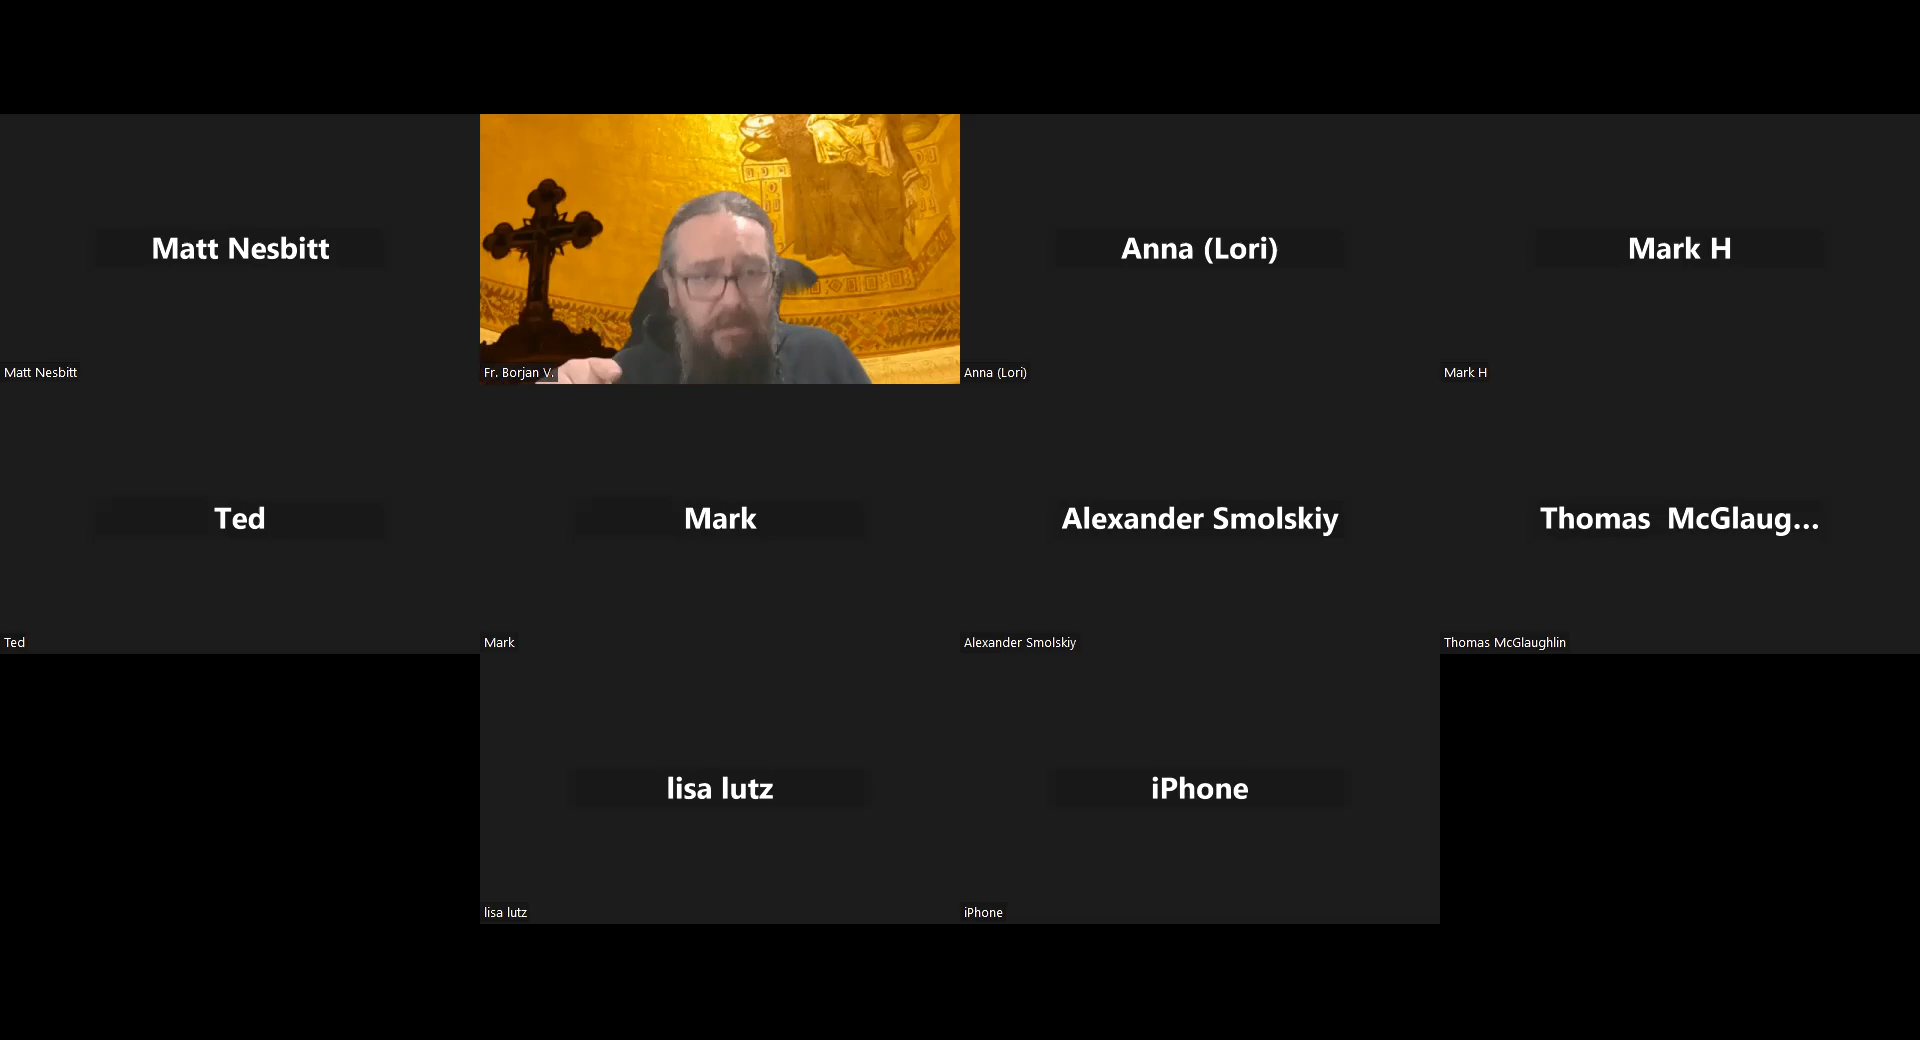 Matt Nesbitt
Matt Nesbitt
Fr. Borjan V.
Anna (Lori)
Anna (Lori)
Mark H
Mark H
Ted
Ted
Mark
Mark
Alexander Smolskiy
Alexander Smolskiy
Thomas  McGlaug...
Thomas McGlaughlin
lisa lutz
lisa lutz
iPhone
iPhone